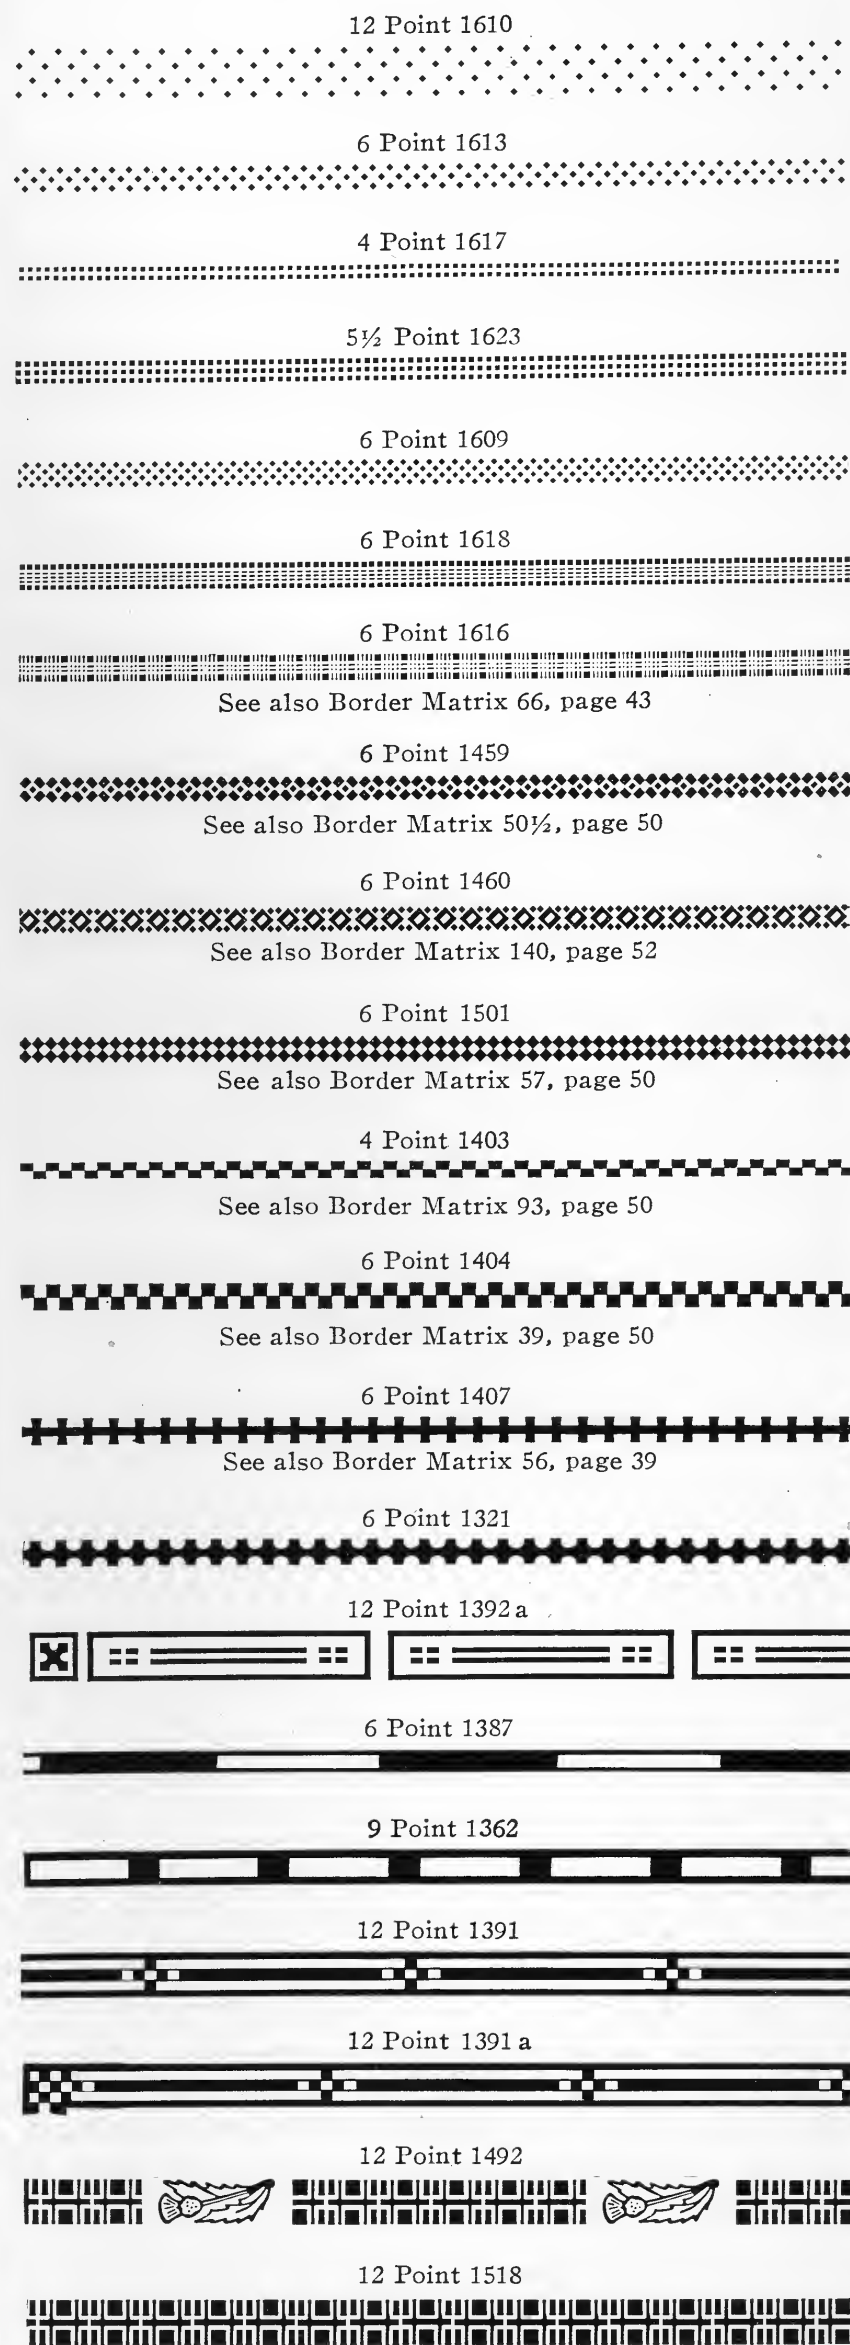 12 Point 1610
6 Point 1613
4 Point 1617
5½ Point 1623
6 Point 1609
6 Point 1618
6 Point 1616
See also Border Matrix 66, page 43
6 Point 1459
See also Border Matrix 50½, page 50
6 Point 1460
See also Border Matrix 140, page 52
6 Point 1501
See also Border Matrix 57, page 50
4 Point 1403
See also Border Matrix 93, page 50
6 Point 1404
See also Border Matrix 39, page 50
6 Point 1407
See also Border Matrix 56, page 39
6 Point 1321
12 Point 1392 a
6 Point 1387
9 Point 1362
12 Point 1391
12 Point 1391 a
12 Point 1492
12 Point 1518